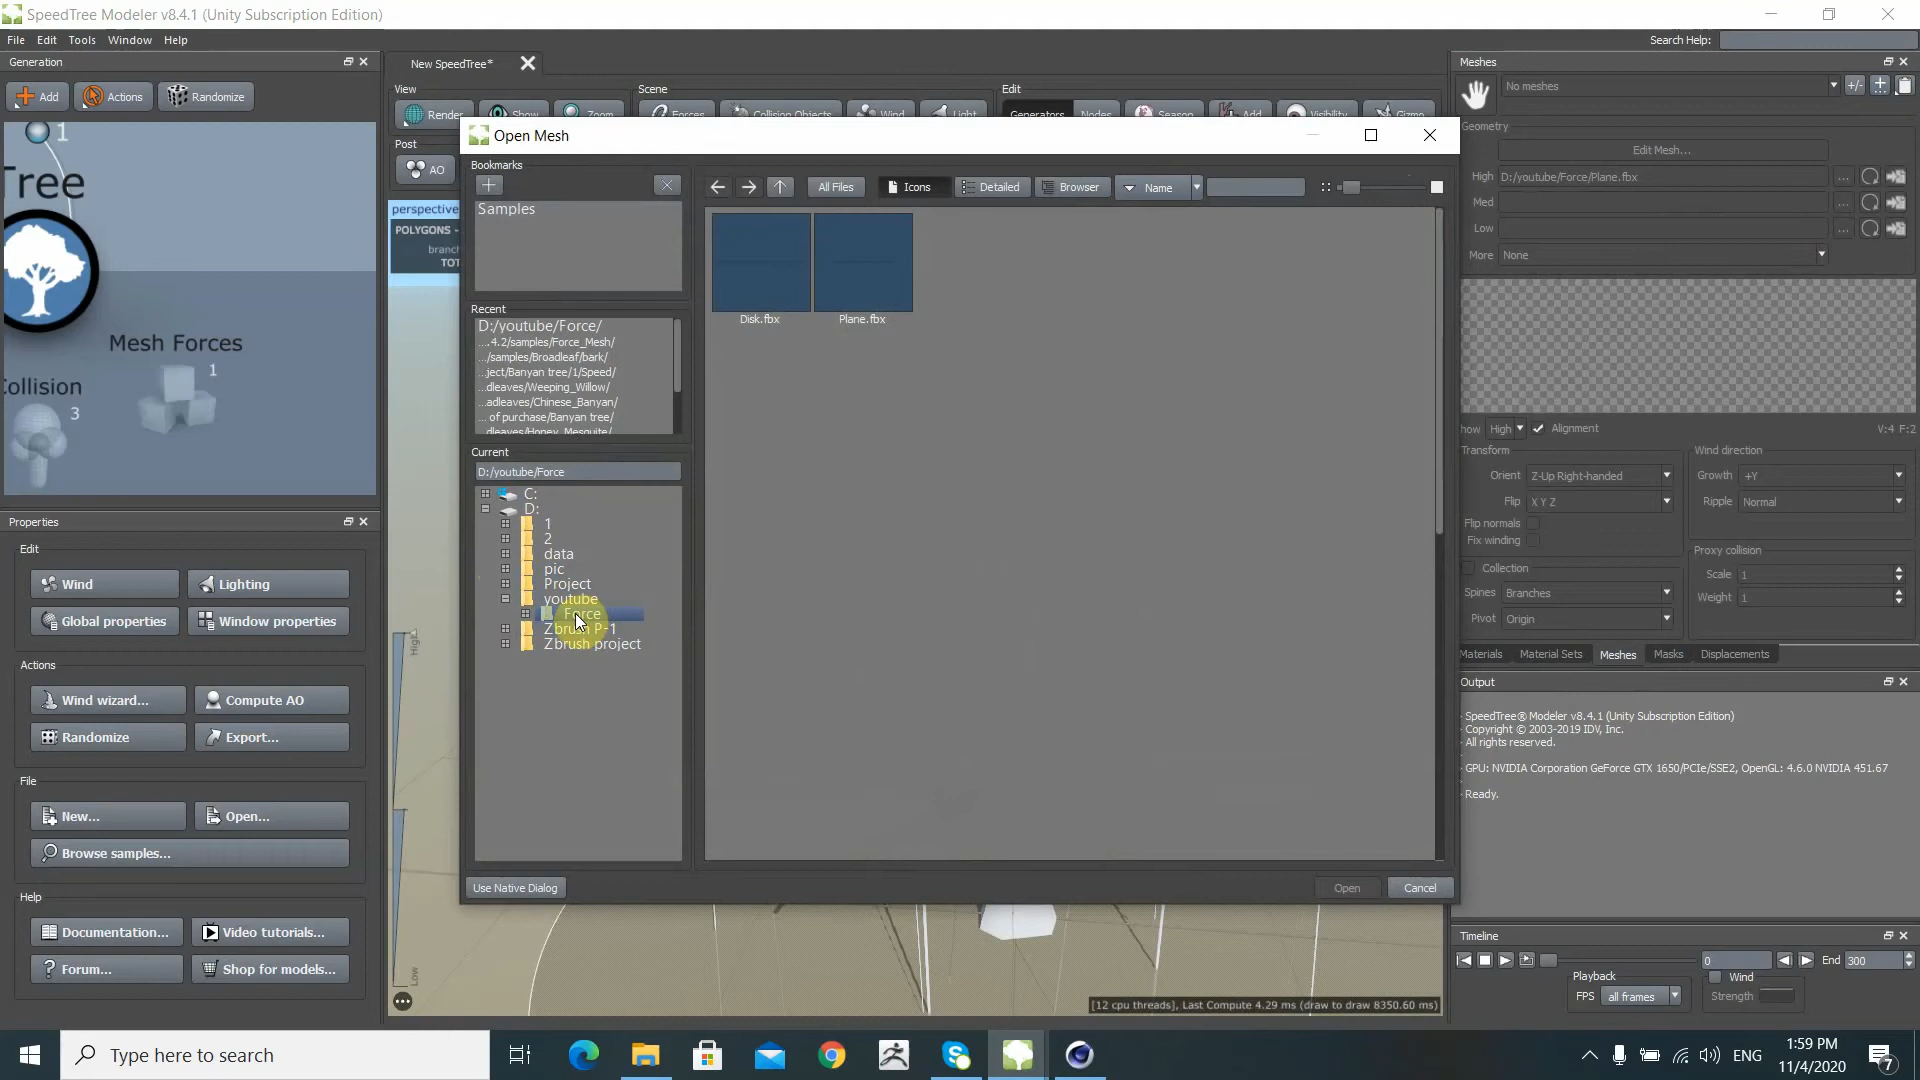 SpeedTree Modeler v8.4.1 (Unity Subscription Edition)
File Edit Tools Window Help
Search Help:
Generation
Add Actions Randomize
1
Tree
Mesh Forces
1
Collision
3
Properties
Edit
Wind Lighting
Global properties Window properties
Actions
Wind wizard... Compute AO
Randomize Export...
File
New... Open...
Browse samples...
Help
Documentation... Video tutorials...
Forum... Shop for models...
New SpeedTree*
View Scene Edit
Render Show Zoom Forces Collision Objects Wind Light Generators Nodes Season Add Visibility Gizmo
Post
AO
perspective
POLYGONS -
branch
TOT
High
Low
Open Mesh
Bookmarks
Samples
Recent
D:/youtube/Force/
....4.2/samples/Force_Mesh/
.../samples/Broadleaf/bark/
...ject/Banyan tree/1/Speed/
...dleaves/Weeping_Willow/
...adleaves/Chinese_Banyan/
... of purchase/Banyan tree/
...dleaves/Honey_Mesquite/
Current
D:/youtube/Force
C:
D:
1
2
data
pic
Project
youtube
Force
Zbrush P-1
Zbrush project
All Files Icons Detailed Browser Name
Disk.fbx Plane.fbx
Use Native Dialog Open Cancel
[12 cpu threads], Last Compute 4.29 ms (draw to draw 8350.60 ms)
Meshes
No meshes +/-
Geometry
Edit Mesh...
High D:/youtube/Force/Plane.fbx ...
Med ...
Low ...
More None
how High Alignment V:4 F:2
Transform Wind direction
Orient Z-Up Right-handed Growth +Y
Flip X Y Z Ripple Normal
Flip normals
Fix winding
Proxy collision
Collection Scale 1
Spines Branches Weight 1
Pivot Origin
Materials Material Sets Meshes Masks Displacements
Output
SpeedTree® Modeler v8.4.1 (Unity Subscription Edition)
Copyright © 2003-2019 IDV, Inc.
All rights reserved.
GPU: NVIDIA Corporation GeForce GTX 1650/PCIe/SSE2, OpenGL: 4.6.0 NVIDIA 451.67
Ready.
Timeline
0 End 300
Playback Wind
FPS all frames Strength
Type here to search
ENG
1:59 PM
11/4/2020
7